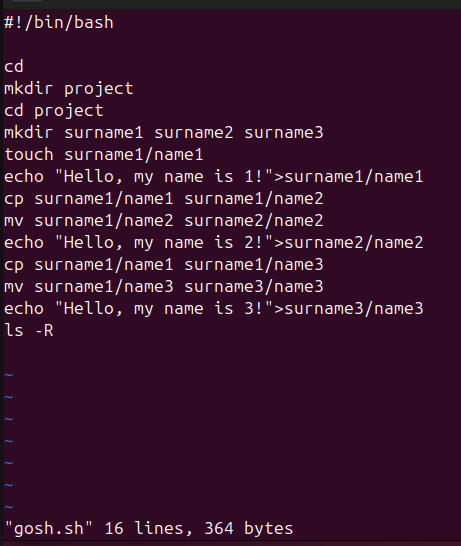 #!/bin/bash
cd
mkdir project
cd project
mkdir surname1 surname2 surname3
touch surname1/name1
echo "Hello, my name is 1!">surname1/name1
cp surname1/name1 surname1/name2
mv surname1/name2 surname2/name2
echo "Hello, my name is 2!">surname2/name2
cp surname1/name1 surname1/name3
mv surname1/name3 surname3/name3
echo "Hello, my name is 3!">surname3/name3
ls -R
~
~
~
~
~
~
~
"gosh.sh" 16 lines, 364 bytes